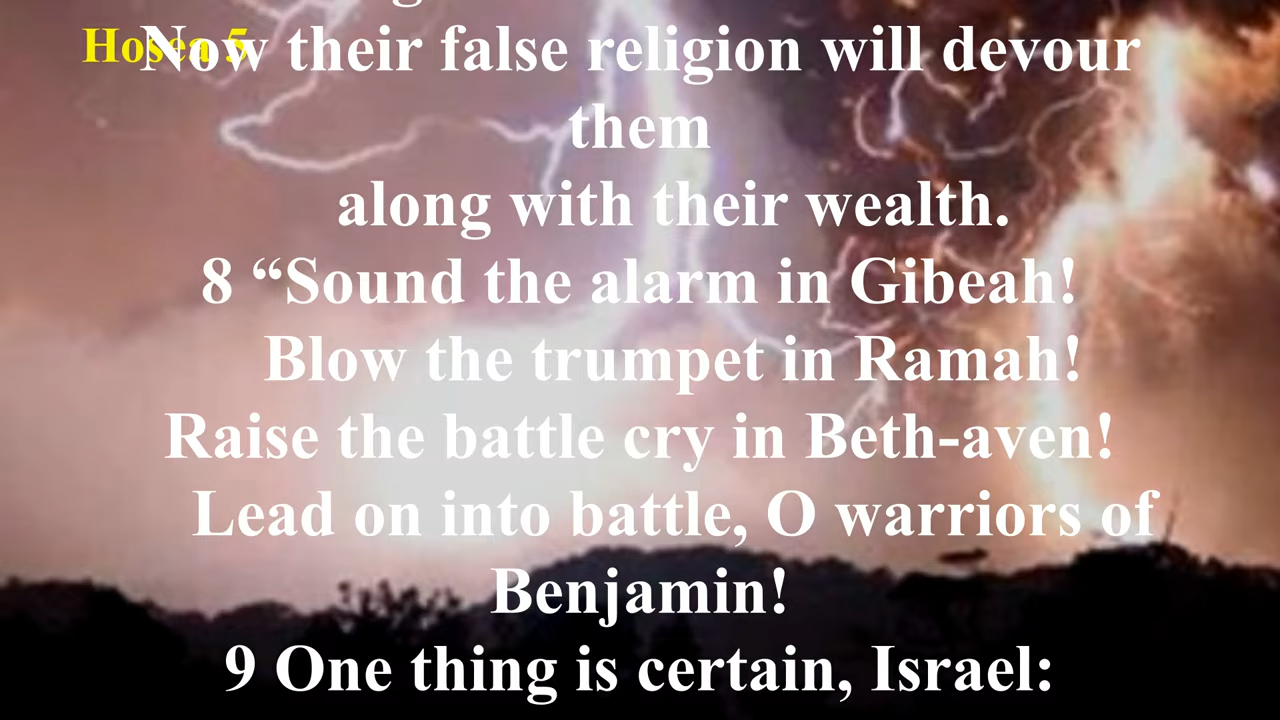 Hosea 5
Now their false religion will devour
them
along with their wealth.
8 “Sound the alarm in Gibeah!
Blow the trumpet in Ramah!
Raise the battle cry in Beth-aven!
Lead on into battle, O warriors of
Benjamin!
9 One thing is certain, Israel: